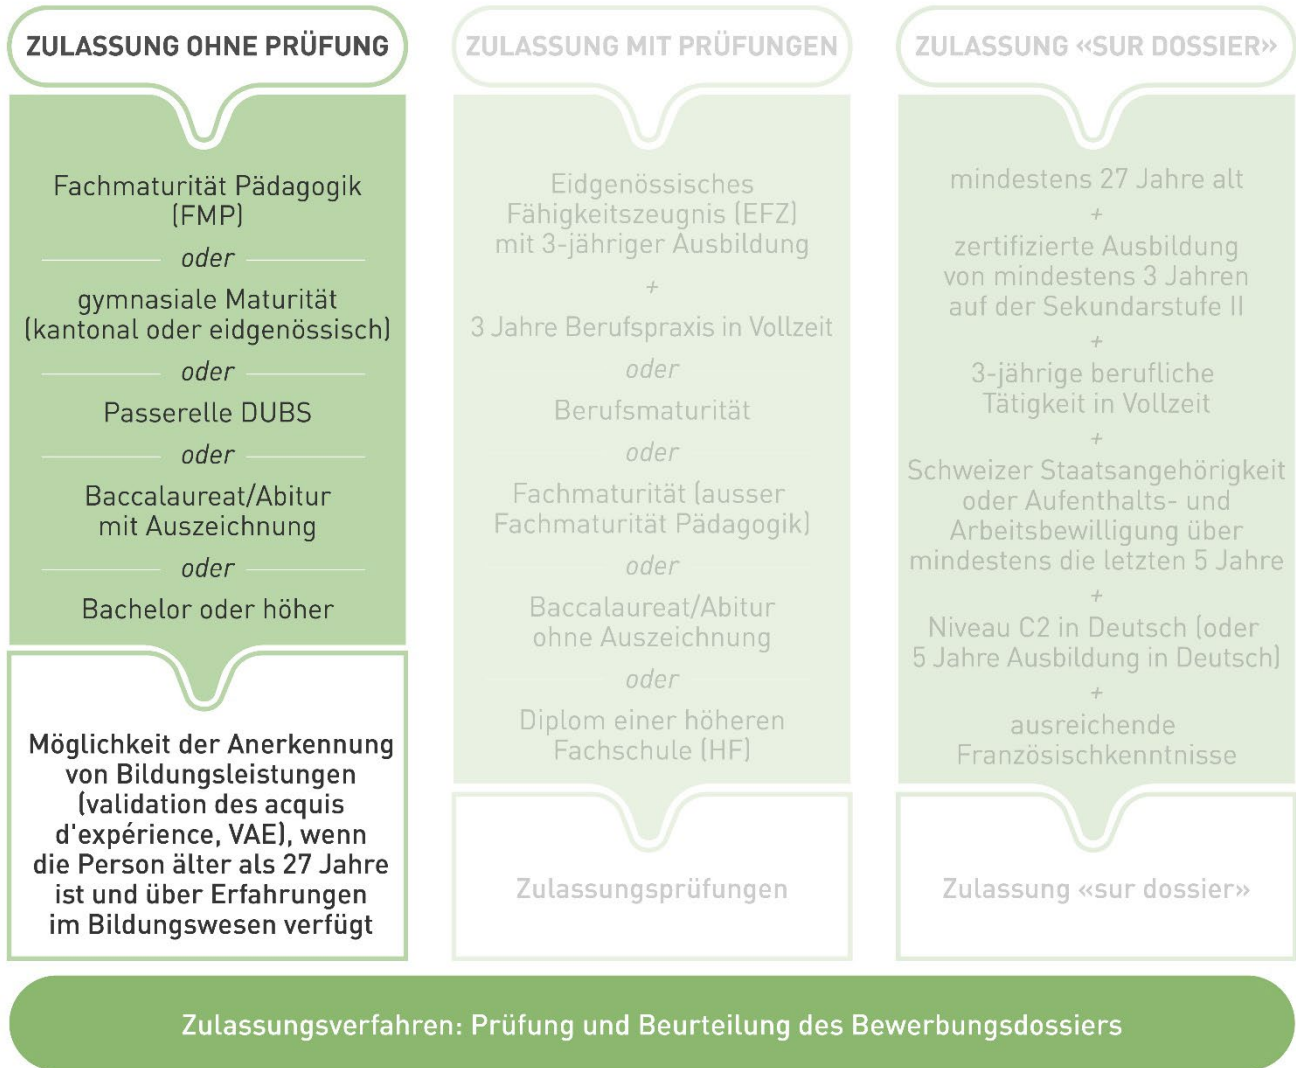 ZULASSUNG OHNE PRÜFUNG
Fachmaturität Pädagogik
(FMP)
oder
gymnasiale Maturität
(kantonal oder eidgenössisch)
oder
Passerelle DUBS
oder
Baccalaureat/Abitur
mit Auszeichnung
oder
Bachelor oder höher
Möglichkeit der Anerkennung
von Bildungsleistungen
(validation des acquis
d'expérience, VAE), wenn
die Person älter als 27 Jahre
ist und über Erfahrungen
im Bildungswesen verfügt
ZULASSUNG MIT PRÜFUNGEN
Eidgenössisches
Fähigkeitszeugnis (EFZ)
mit 3-jähriger Ausbildung
+
3 Jahre Berufspraxis in Vollzeit
oder
Berufsmaturität
oder
Fachmaturität (ausser
Fachmaturität Pädagogik)
oder
Baccalaureat/Abitur
ohne Auszeichnung
oder
Diplom einer höheren
Fachschule (HF)
Zulassungsprüfungen
ZULASSUNG «SUR DOSSIER»
mindestens 27 Jahre alt
+
zertifizierte Ausbildung
von mindestens 3 Jahren
auf der Sekundarstufe II
+
3-jährige berufliche
Tätigkeit in Vollzeit
+
Schweizer Staatsangehörigkeit
oder Aufenthalts- und
Arbeitsbewilligung über
mindestens die letzten 5 Jahre
+
Niveau C2 in Deutsch (oder
5 Jahre Ausbildung in Deutsch)
+
ausreichende
Französischkenntnisse
Zulassung «sur dossier»
Zulassungsverfahren: Prüfung und Beurteilung des Bewerbungsdossiers